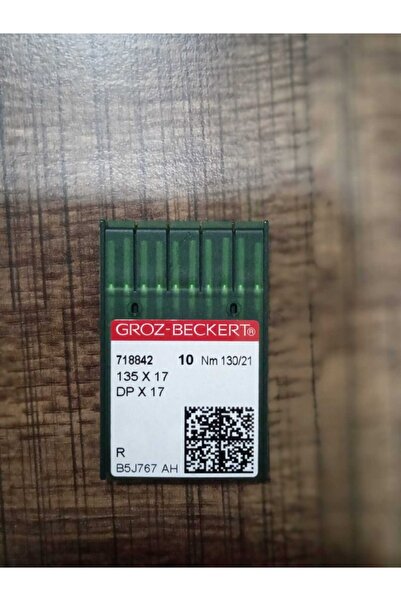 GROZ-BECKERT®
718842 10 Nm 130/21
135 X 17
DP X 17
R
B5J767 AH